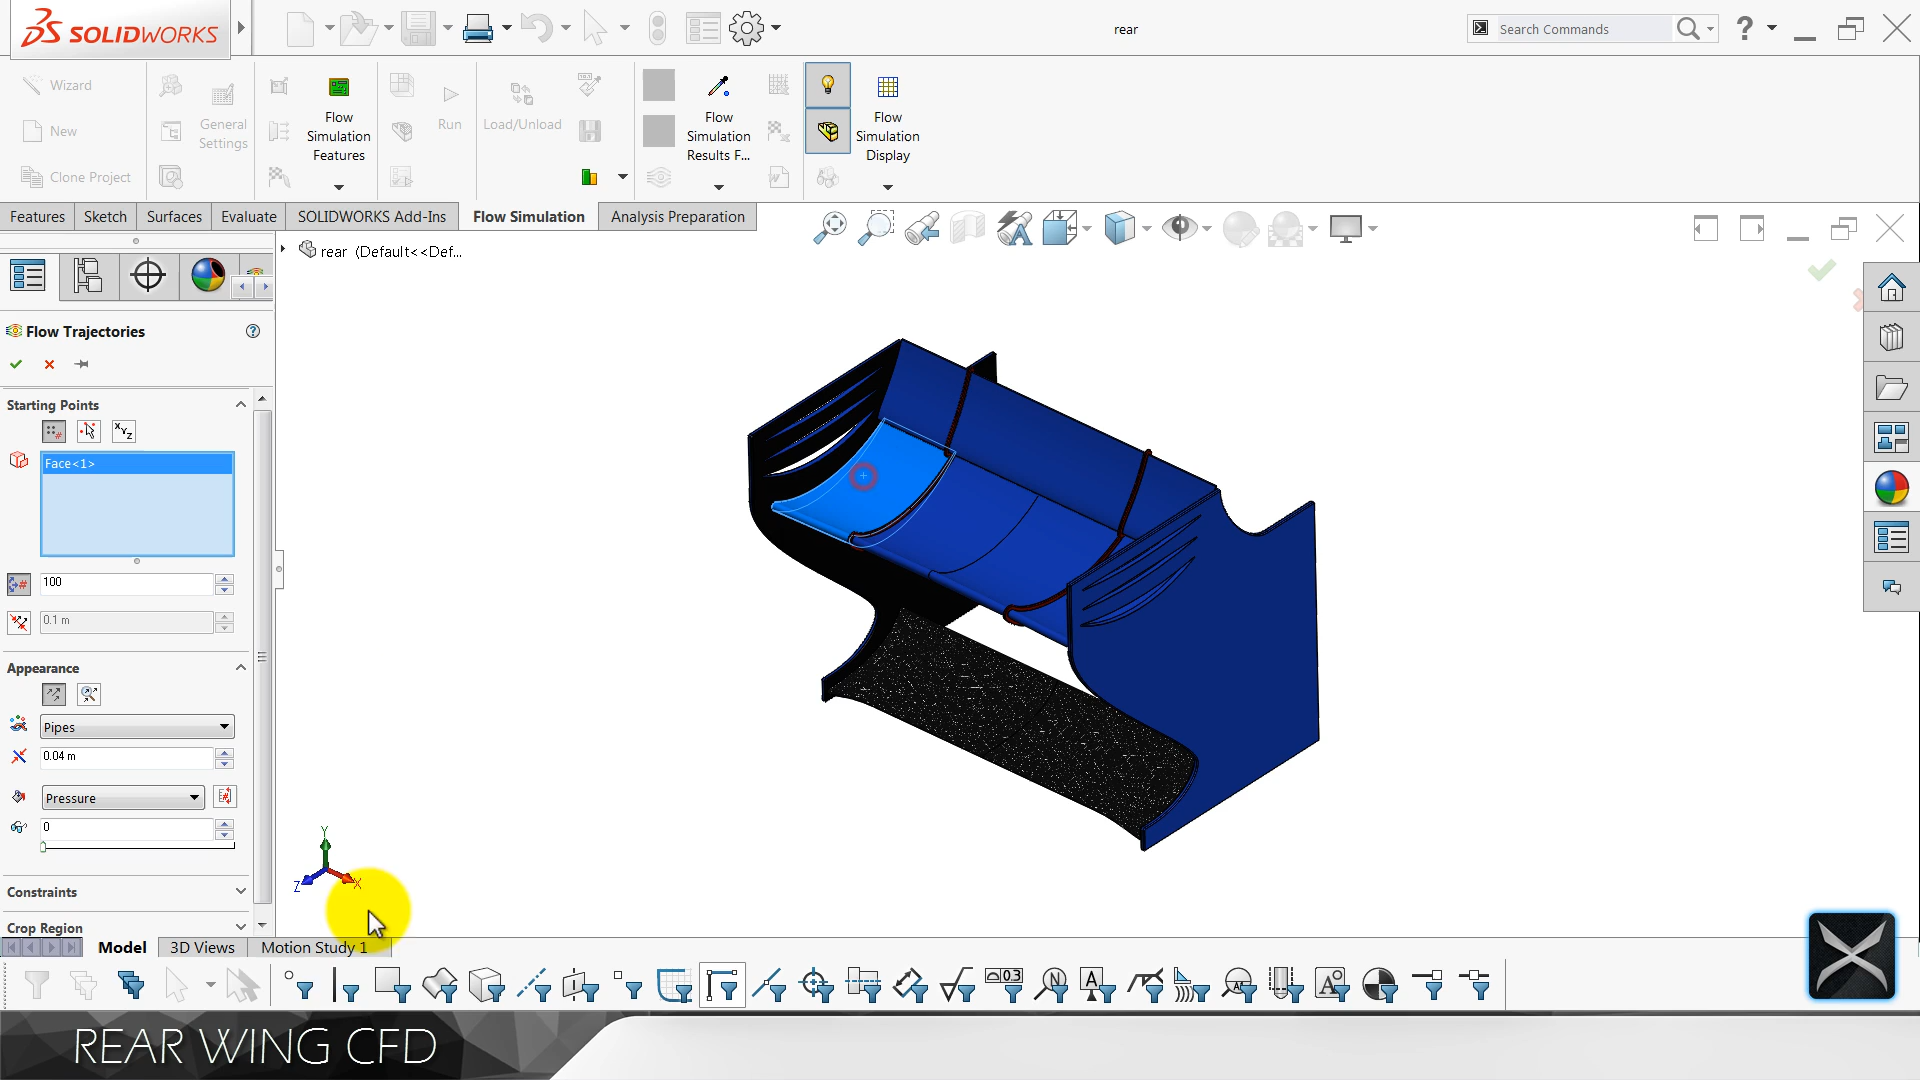 SOLIDWORKS
rear
Search Commands
?
Wizard
New
Clone Project
General
Settings
Flow
Simulation
Features
Run
Load/Unload
Flow
Simulation
Results F...
Flow
Simulation
Display
Features
Sketch
Surfaces
Evaluate
SOLIDWORKS Add-Ins
Flow Simulation
Analysis Preparation
rear (Default<<Def...
Flow Trajectories
Starting Points
Face<1>
100
0.1 m
Appearance
Pipes
0.04 m
Pressure
0
Constraints
Crop Region
Y
Z
X
Model
3D Views
Motion Study 1
REAR WING CFD